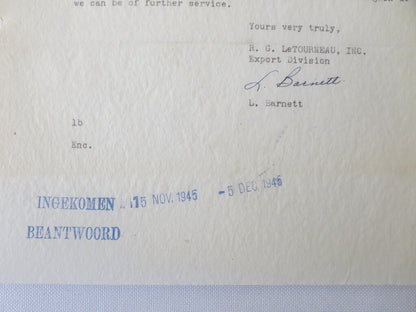 we can be of further service.
Yours very truly,
R. G. LeTOURNEAU, INC.
Export Division
L. Barnett
L. Barnett
lb
Enc.
INGEKOMEN 15 NOV. 1945 -5 DEC. 1945
BEANTWOORD